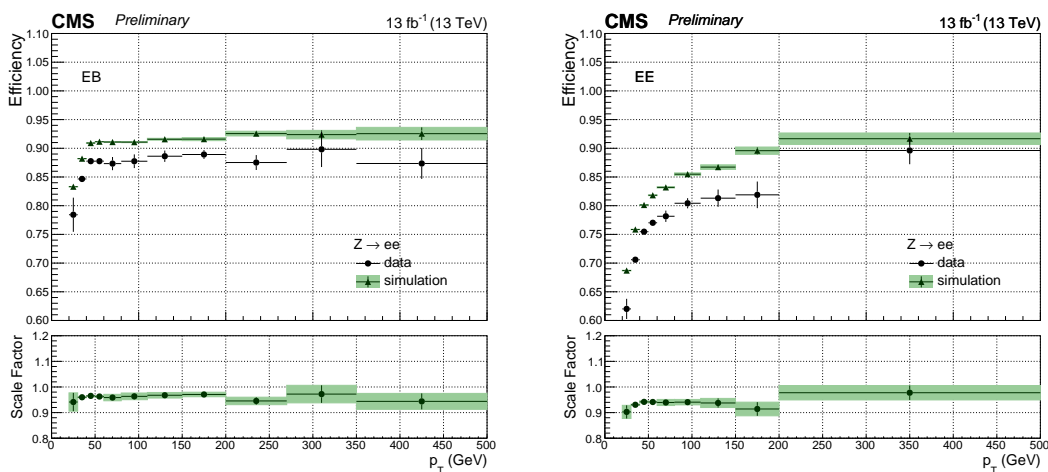 CMS Preliminary 13 fb⁻¹ (13 TeV)
Efficiency
1.10
1.05
1.00
0.95
0.90
0.85
0.80
0.75
0.70
0.65
0.60
EB
Z → ee
data
simulation
Scale Factor
1.2
1.1
1.0
0.9
0.8
0 50 100 150 200 250 300 350 400 450 500
p_T (GeV)
CMS Preliminary 13 fb⁻¹ (13 TeV)
Efficiency
1.10
1.05
1.00
0.95
0.90
0.85
0.80
0.75
0.70
0.65
0.60
EE
Z → ee
data
simulation
Scale Factor
1.2
1.1
1.0
0.9
0.8
0 50 100 150 200 250 300 350 400 450 500
p_T (GeV)